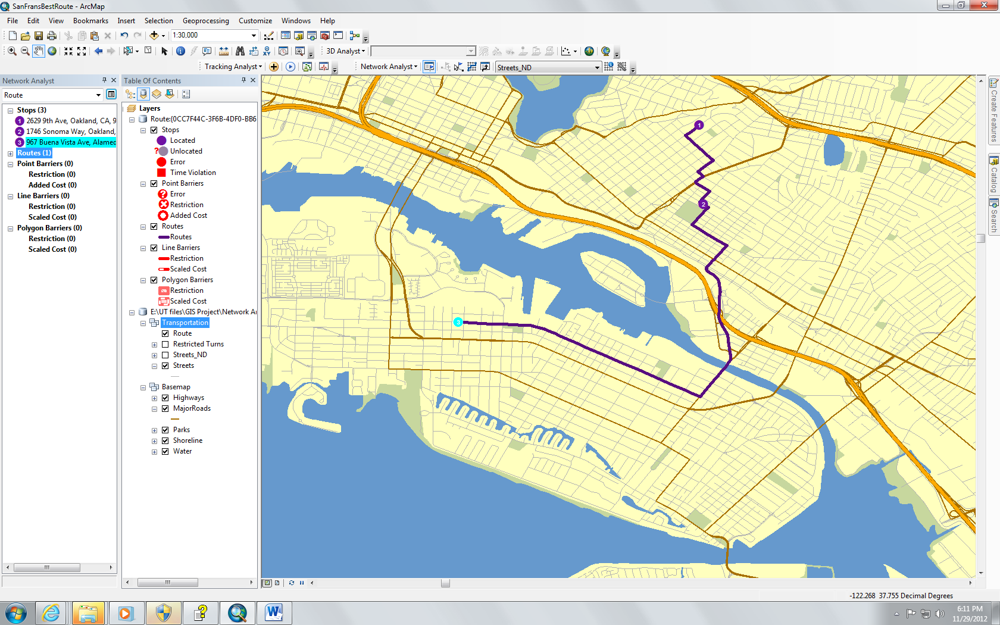 SanFransBestRoute - ArcMap
File Edit View Bookmarks Insert Selection Geoprocessing Customize Windows Help
1:30,000
3D Analyst
Tracking Analyst Network Analyst Streets_ND
Network Analyst
Route
Stops (3)
1 2629 9th Ave, Oakland, CA, 9
2 1746 Sonoma Way, Oakland,
3 967 Buena Vista Ave, Alamed
Routes (1)
Point Barriers (0)
Restriction (0)
Added Cost (0)
Line Barriers (0)
Restriction (0)
Scaled Cost (0)
Polygon Barriers (0)
Restriction (0)
Scaled Cost (0)
Table Of Contents
Layers
Route:{0CC7F44C-3F6B-4DF0-BB6
Stops
Located
? Unlocated
Error
Time Violation
Point Barriers
? Error
Restriction
Added Cost
Routes
Routes
Line Barriers
Restriction
Scaled Cost
Polygon Barriers
Restriction
Scaled Cost
E:\UT files\GIS Project\Network Ar
Transportation
Route
Restricted Turns
Streets_ND
Streets
Basemap
Highways
MajorRoads
Parks
Shoreline
Water
1
2
3
Create Features
Catalog
Search
-122.268 37.755 Decimal Degrees
6:11 PM
11/29/2012